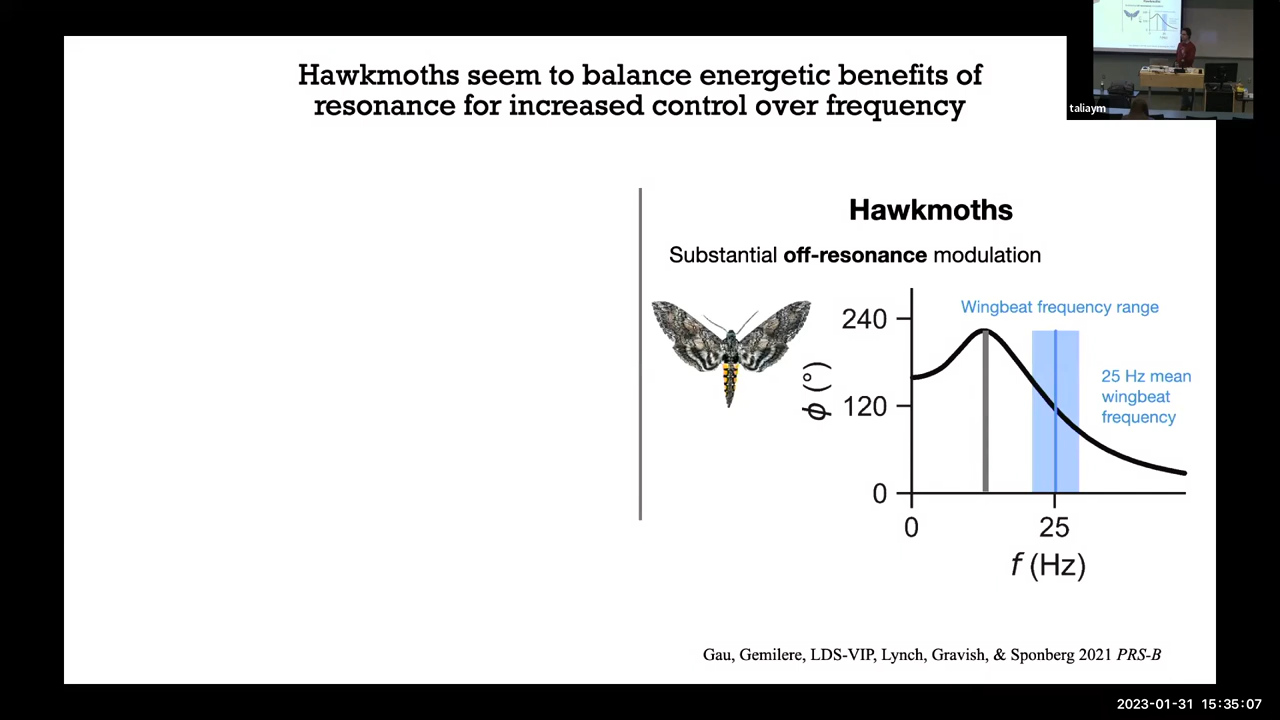 Hawkmoths seem to balance energetic benefits of
resonance for increased control over frequency
taliaym
Hawkmoths
Substantial off-resonance modulation
Wingbeat frequency range
240
120
0
ϕ (°)
25 Hz mean
wingbeat
frequency
0
25
f (Hz)
Gau, Gemilere, LDS-VIP, Lynch, Gravish, & Sponberg 2021 PRS-B
2023-01-31 15:35:07